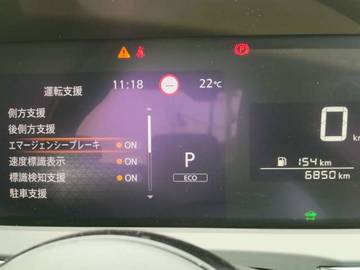 運転支援 11:18 22℃
側方支援
後側方支援
エマージェンシーブレーキ ON
速度標識表示 ON
標識検知支援 ON
駐車支援
P
ECO
0
km
154 km
6850 km